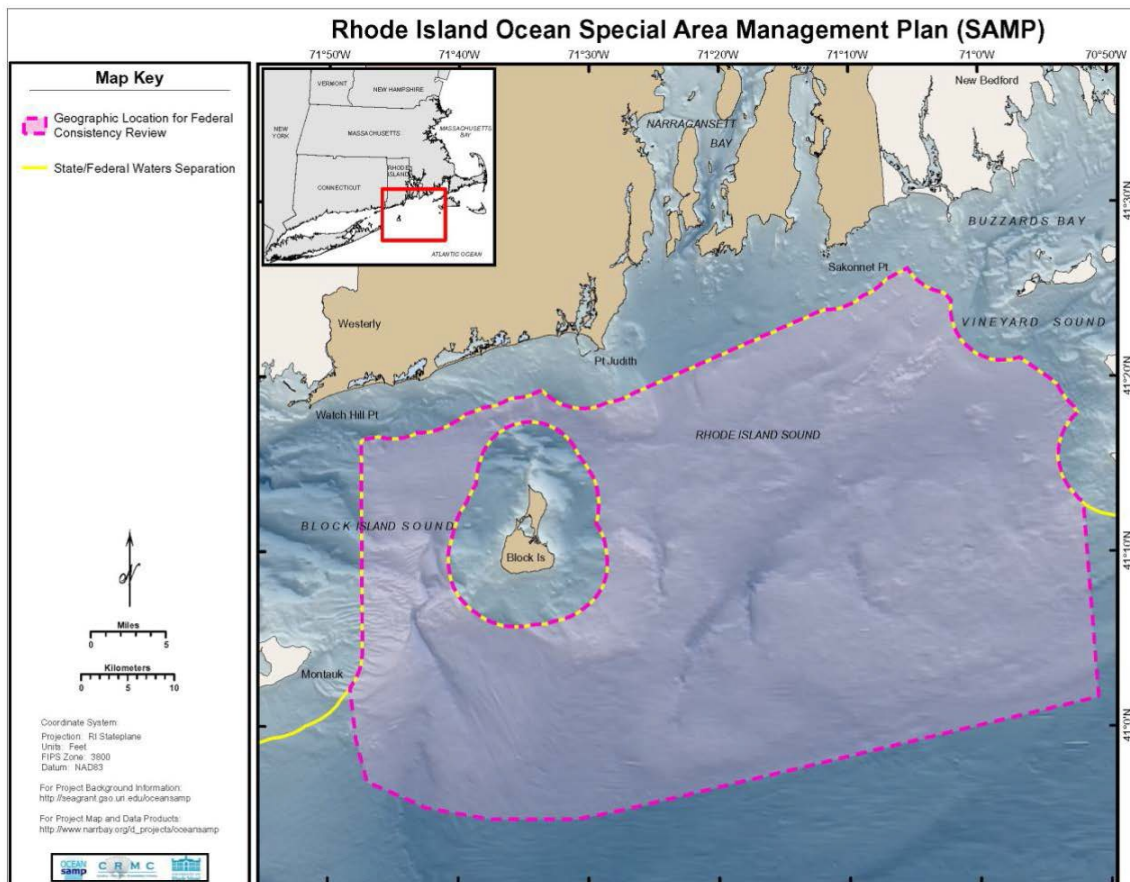 Rhode Island Ocean Special Area Management Plan (SAMP)
71°50'W 71°40'W 71°30'W 71°20'W 71°10'W 71°0'W 70°50'W
Map Key
Geographic Location for Federal
Consistency Review
State/Federal Waters Separation
Miles
0 5
Kilometers
0 5 10
Coordinate System:
Projection: RI Stateplane
Units: Feet
FIPS Zone: 3800
Datum: NAD83
For Project Background Information:
http://seagrant.gso.uri.edu/oceansamp
For Project Map and Data Products:
http://www.narrbay.org/d_projects/oceansamp
OCEAN
samp
C R M C
VERMONT
NEW HAMPSHIRE
NEW
YORK
MASSACHUSETTS
MASSACHUSETTS
BAY
CONNECTICUT
RHODE
ISLAND
ATLANTIC OCEAN
New Bedford
NARRAGANSETT
BAY
BUZZARDS BAY
Sakonnet Pt.
VINEYARD SOUND
Westerly
Pt Judith
Watch Hill Pt.
RHODE ISLAND SOUND
BLOCK ISLAND SOUND
Block Is
Montauk
41°30'N
41°20'N
41°10'N
41°0'N